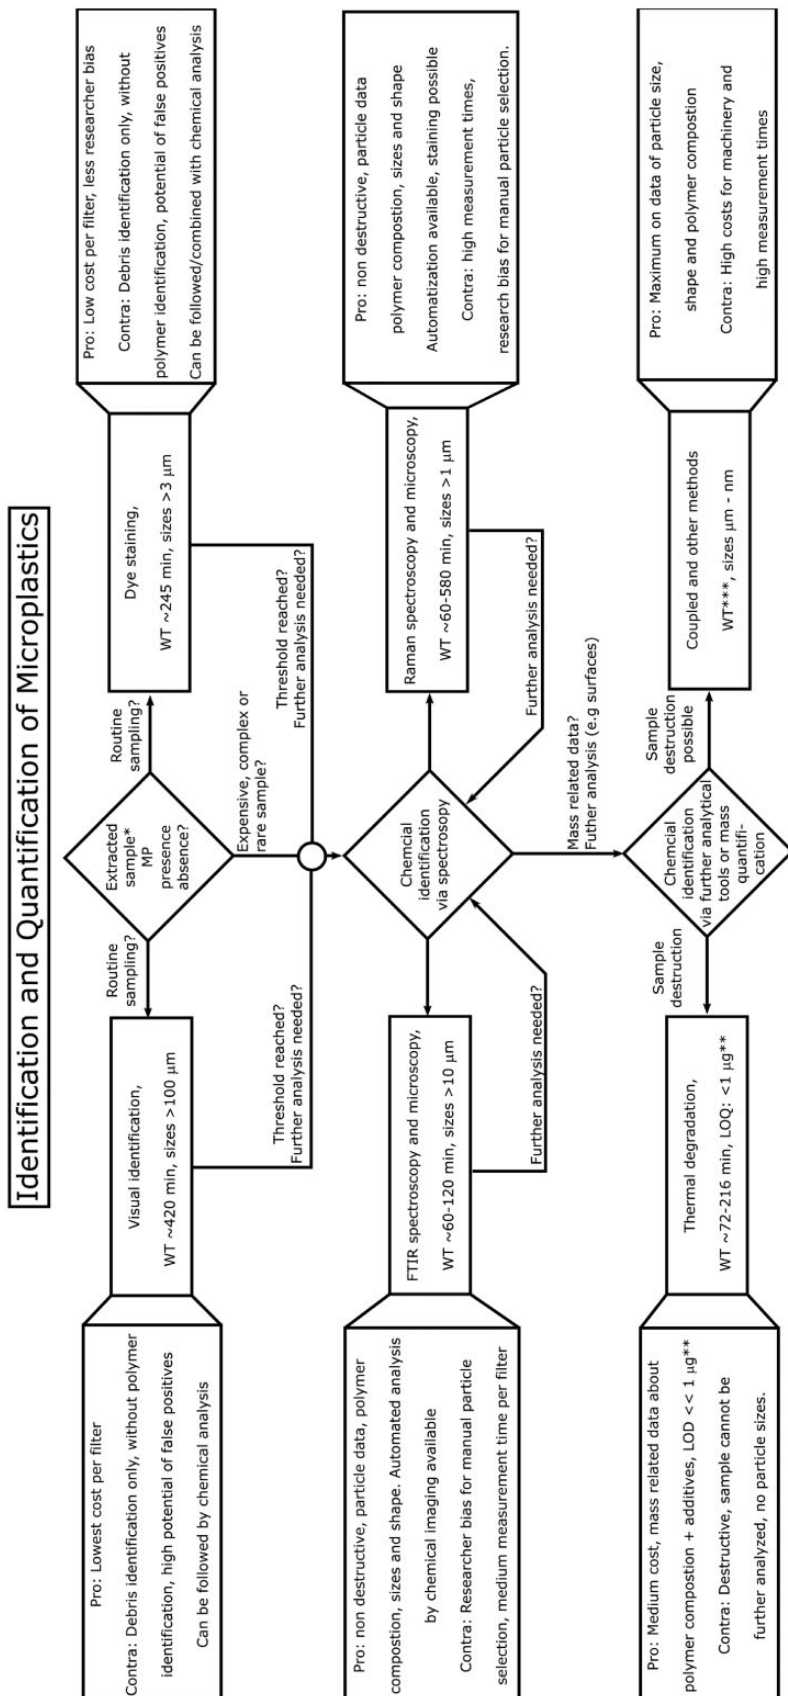 Identification and Quantification of Microplastics
Pro: Lowest cost per filter
Contra: Debris identification only, without polymer
identification, high potential of false positives
Can be followed by chemical analysis
Visual identification,
WT ~420 min, sizes >100 µm
Routine
sampling?
Extracted
sample*
MP
presence
absence?
Routine
sampling?
Dye staining,
WT ~245 min, sizes >3 µm
Pro: Low cost per filter, less researcher bias
Contra: Debris identification only, without
polymer identification, potential of false positives
Can be followed/combined with chemical analysis
Threshold reached?
Further analysis needed?
Expensive, complex or
rare sample?
Threshold reached?
Further analysis needed?
Pro: non destructive, particle data, polymer
compostion, sizes and shape. Automated analysis
by chemical imaging available
Contra: Researcher bias for manual particle
selection, medium measurement time per filter
FTIR spectroscopy and microscopy,
WT ~60-120 min, sizes >10 µm
Chemcial
identification
via spectrosopy
Raman spectroscopy and microscopy,
WT ~60-580 min, sizes >1 µm
Pro: non destructive, particle data
polymer compostion, sizes and shape
Automatization available, staining possible
Contra: high measurement times,
research bias for manual particle selection.
Further analysis needed?
Further analysis needed?
Mass related data?
Futher analysis (e.g surfaces)
Pro: Medium cost, mass related data about
polymer compostion + additives, LOD << 1 µg**
Contra: Destructive, sample cannot be
further analyzed, no particle sizes.
Thermal degradation,
WT ~72-216 min, LOQ: <1 µg**
Sample
destruction
Chemcial
identification
via further analytical
tools or mass
quantifi-
cation
Sample
destruction
possible
Coupled and other methods
WT***, sizes µm - nm
Pro: Maximum on data of particle size,
shape and polymer compostion
Contra: High costs for machinery and
high measurement times